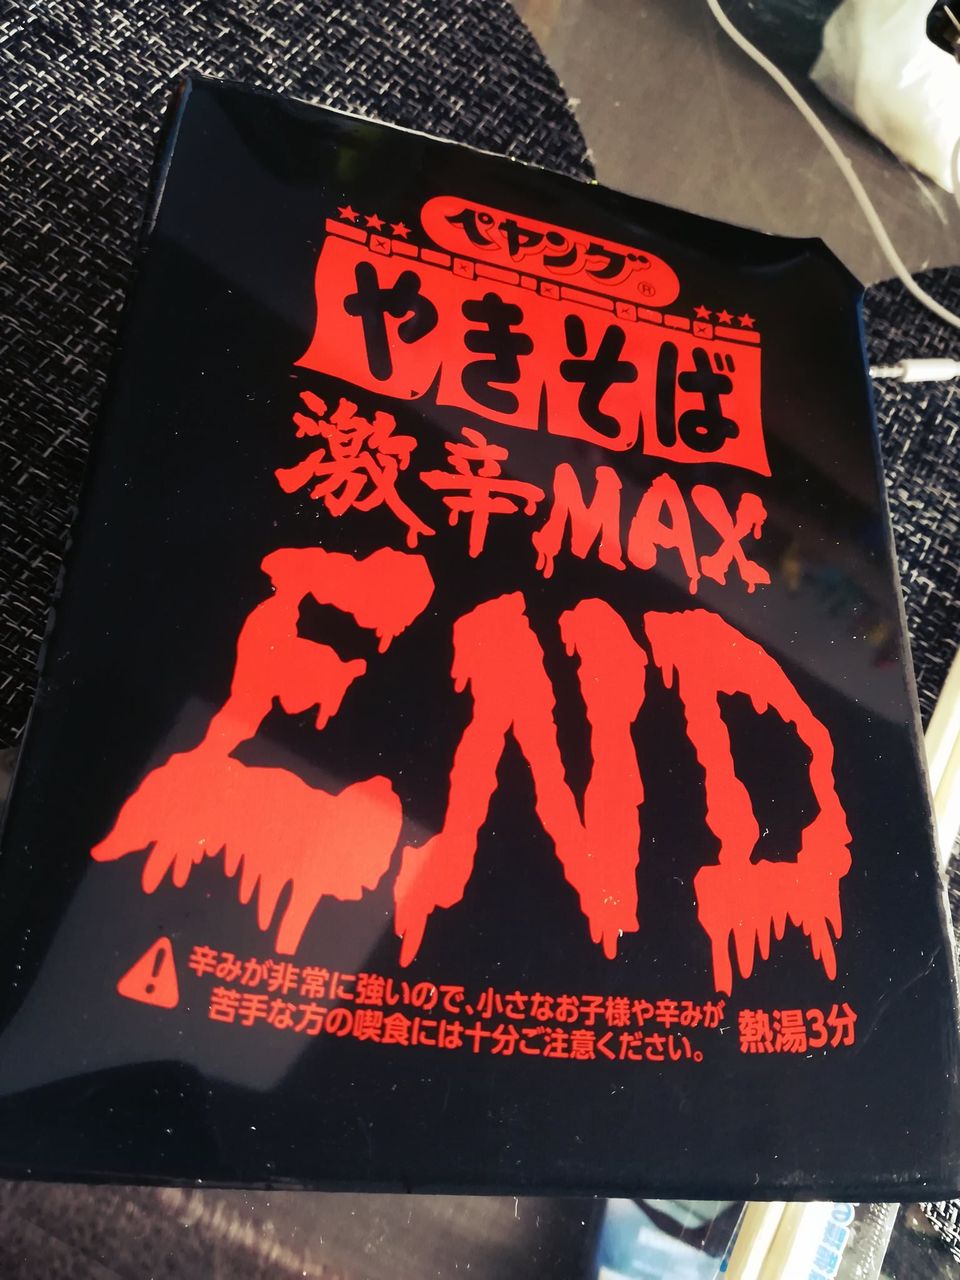 ペヤング®
やきそば
激辛MAX
END
辛みが非常に強いので、小さなお子様や辛みが
苦手な方の喫食には十分ご注意ください。
熱湯3分